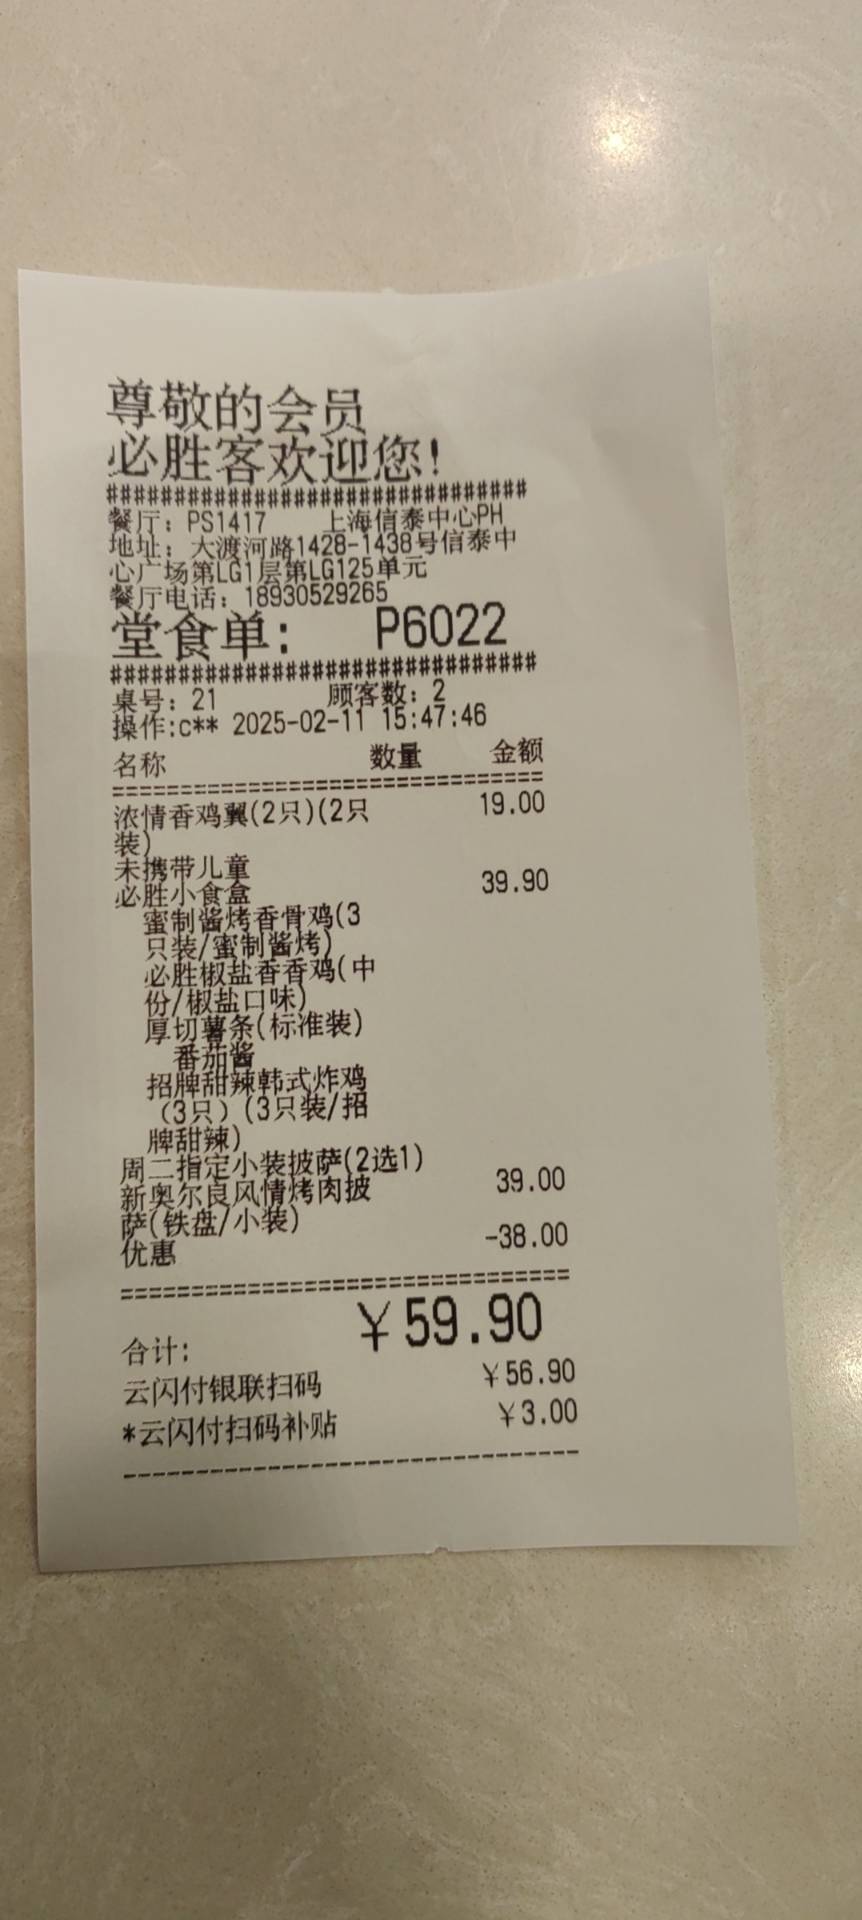 尊敬的会员
必胜客欢迎您!
###############################
餐厅: PS1417 上海信泰中心PH
地址: 大渡河路1428-1438号信泰中
心广场第LG1层第LG125单元
餐厅电话: 18930529265
堂食单: P6022
###############################
桌号: 21 顾客数: 2
操作:c** 2025-02-11 15:47:46
名称 数量 金额
================================
浓情香鸡翼(2只)(2只 19.00
装)
未携带儿童
必胜小食盒 39.90
蜜制酱烤香骨鸡(3
只装/蜜制酱烤)
必胜椒盐香香鸡(中
份/椒盐口味)
厚切薯条(标准装)
番茄酱
招牌甜辣韩式炸鸡
(3只)(3只装/招
牌甜辣)
周二指定小装披萨(2选1)
新奥尔良风情烤肉披 39.00
萨(铁盘/小装)
优惠 -38.00
================================
合计: ￥59.90
云闪付银联扫码 ￥56.90
*云闪付扫码补贴 ￥3.00
--------------------------------